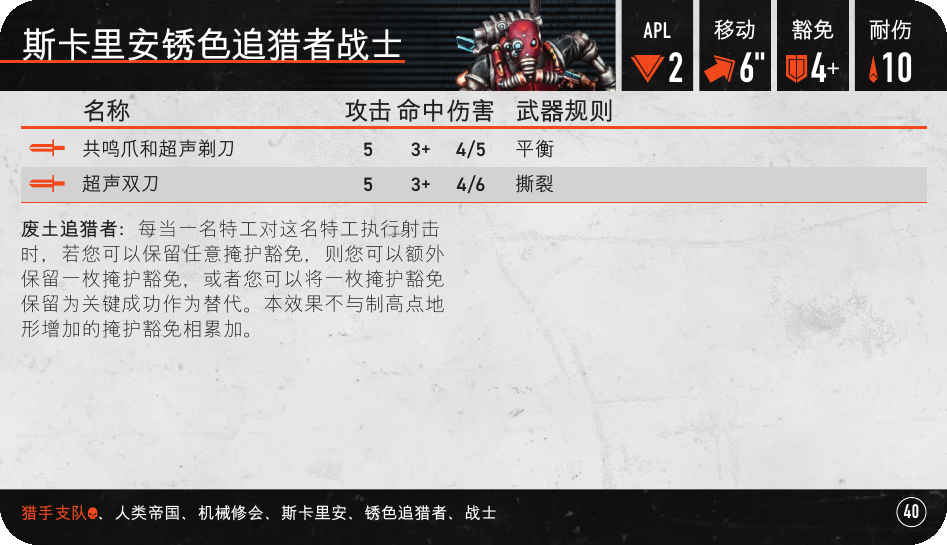 斯卡里安锈色追猎者战士
APL 移动 豁免 耐伤
2 6" 4+ 10
名称 攻击 命中 伤害 武器规则
共鸣爪和超声剃刀 5 3+ 4/5 平衡
超声双刀 5 3+ 4/6 撕裂
废土追猎者：每当一名特工对这名特工执行射击
时，若您可以保留任意掩护豁免，则您可以额外
保留一枚掩护豁免，或者您可以将一枚掩护豁免
保留为关键成功作为替代。本效果不与制高点地
形增加的掩护豁免相累加。
猎手支队、人类帝国、机械修会、斯卡里安、锈色追猎者、战士
40